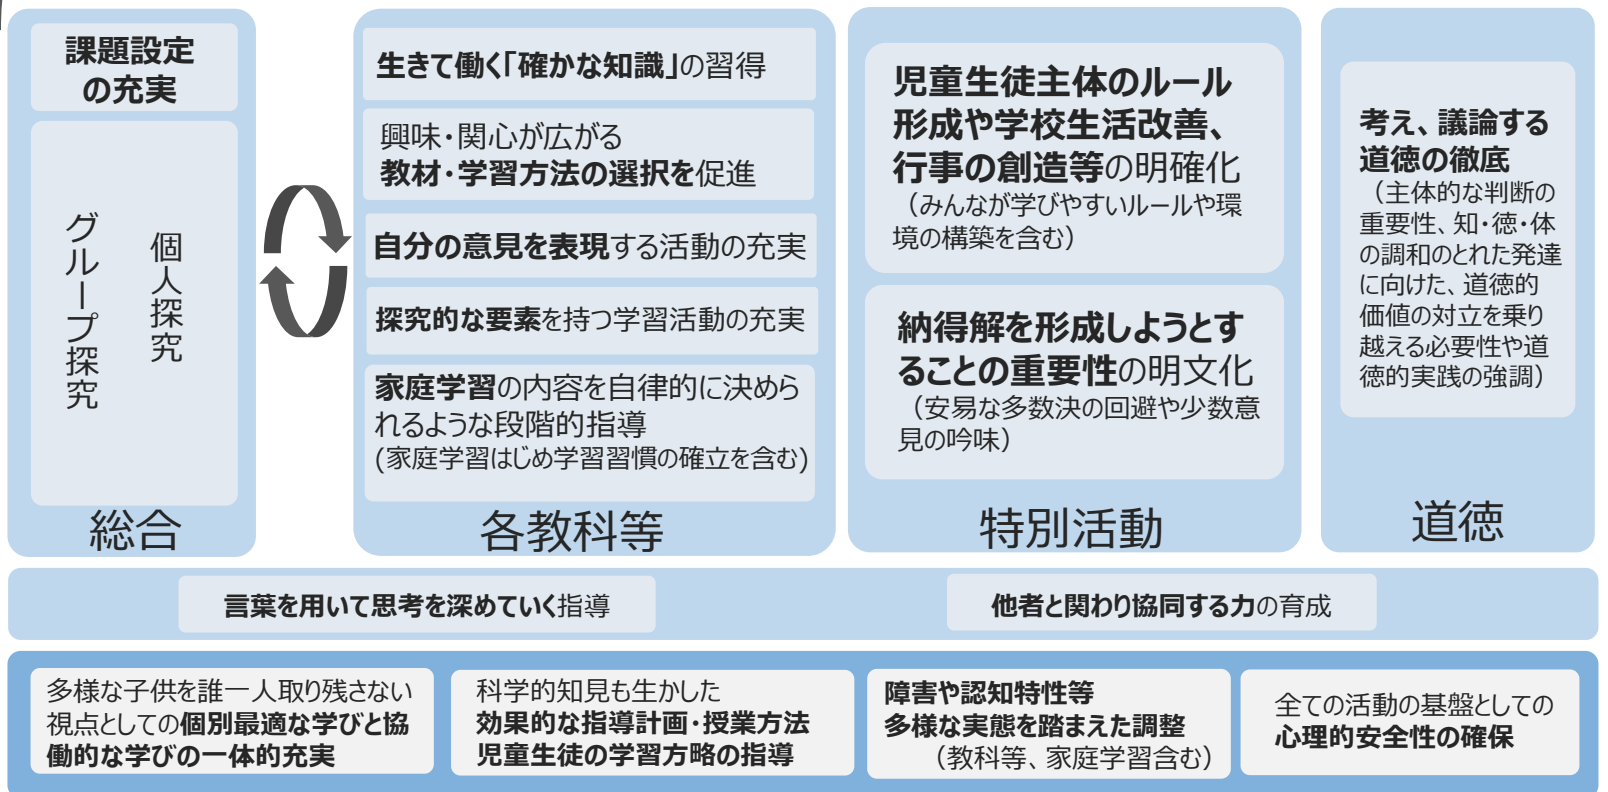 課題設定
の充実
グループ探究
個人探究
総合
生きて働く「確かな知識」の習得
興味・関心が広がる
教材・学習方法の選択を促進
自分の意見を表現する活動の充実
探究的な要素を持つ学習活動の充実
家庭学習の内容を自律的に決めら
れるような段階的指導
(家庭学習はじめ学習習慣の確立を含む)
各教科等
児童生徒主体のルール
形成や学校生活改善、
行事の創造等の明確化
（みんなが学びやすいルールや環
境の構築を含む）
納得解を形成しようとす
ることの重要性の明文化
（安易な多数決の回避や少数意
見の吟味）
特別活動
考え、議論する
道徳の徹底
（主体的な判断の
重要性、知・徳・体
の調和のとれた発達
に向けた、道徳的
価値の対立を乗り
越える必要性や道
徳的実践の強調）
道徳
言葉を用いて思考を深めていく指導
他者と関わり協同する力の育成
多様な子供を誰一人取り残さない
視点としての個別最適な学びと協
働的な学びの一体的充実
科学的知見も生かした
効果的な指導計画・授業方法
児童生徒の学習方略の指導
障害や認知特性等
多様な実態を踏まえた調整
（教科等、家庭学習含む）
全ての活動の基盤としての
心理的安全性の確保